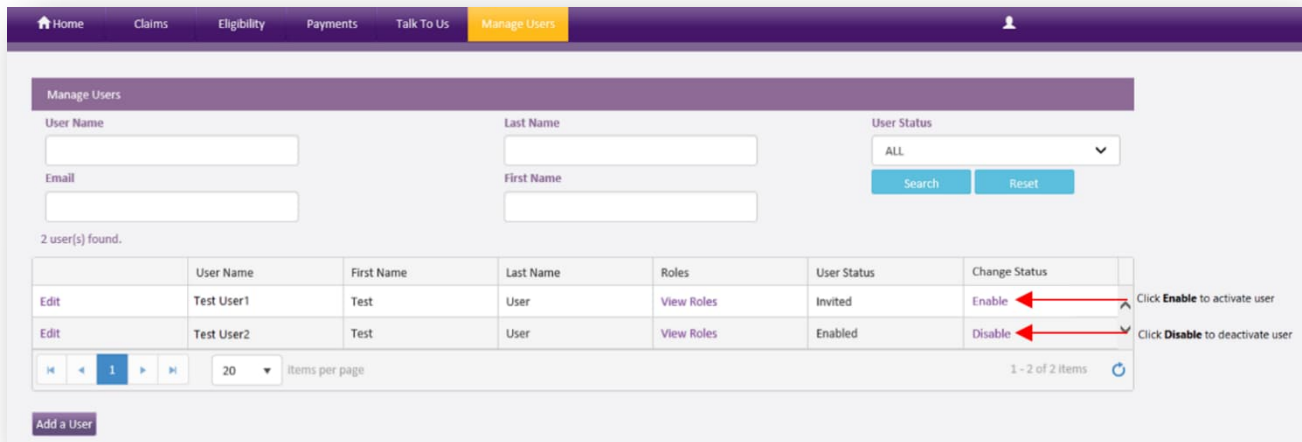 Home Claims Eligibility Payments Talk To Us Manage Users
Manage Users
User Name Last Name User Status
ALL
Email First Name
Search Reset
2 user(s) found.
User Name First Name Last Name Roles User Status Change Status
Edit Test User1 Test User View Roles Invited Enable Click Enable to activate user
Edit Test User2 Test User View Roles Enabled Disable Click Disable to deactivate user
1 20 items per page 1 - 2 of 2 items
Add a User